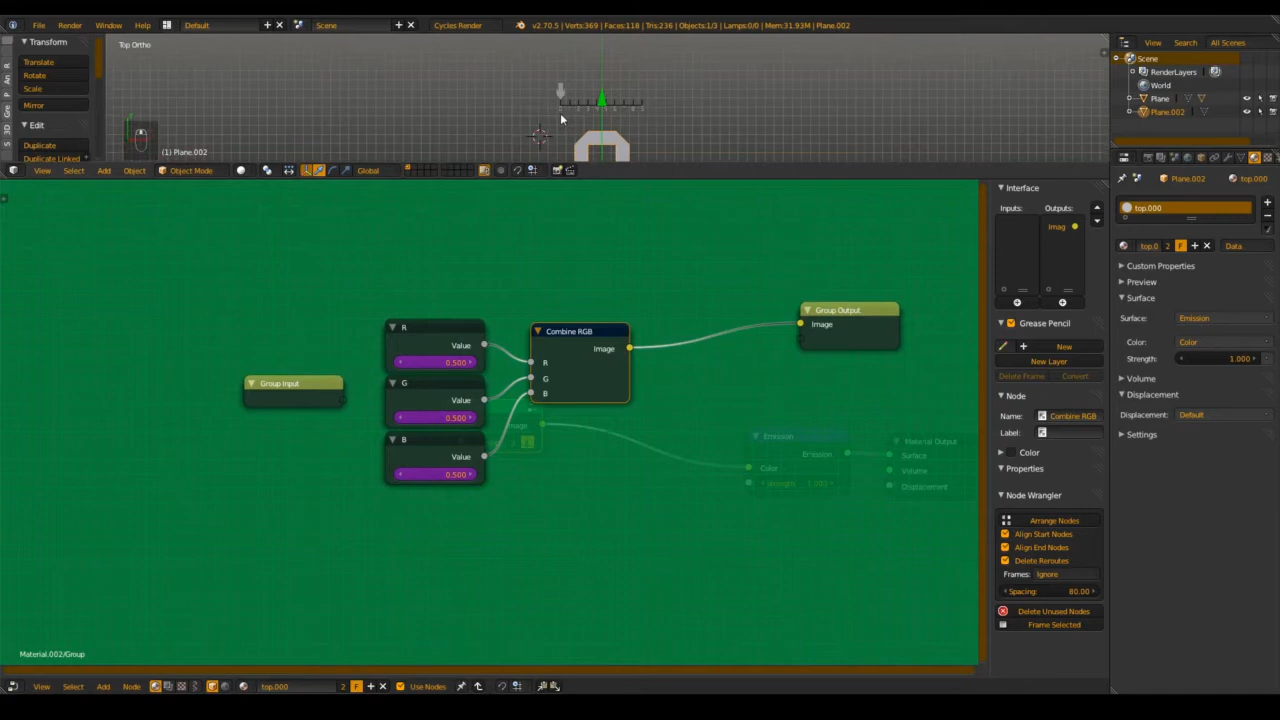 File Render Window Help Default Scene Cycles Render v2.70.5 | Verts:369 | Faces:118 | Tris:236 | Objects:1/3 | Lamps:0/0 | Mem:31.93M | Plane.002
Transform
Translate
Rotate
Scale
Mirror
Edit
Duplicate
Duplicate Linked
Top Ortho
(1) Plane.002
View Select Add Object Object Mode Global
View Search All Scenes
Scene
RenderLayers
World
Plane
Plane.002
Group Input
R
Value
0.500
G
Value
0.500
B
Value
0.500
Combine RGB
Image
R
G
B
Image
Emission
Emission
Color
Strength: 1.000
Group Output
Image
Material Output
Surface
Volume
Displacement
Material.002/Group
View Select Add Node top.000 2 F Use Nodes
Interface
Inputs: Outputs:
Imag
Grease Pencil
New
New Layer
Delete Frame Convert
Node
Name: Combine RGB
Label:
Color
Properties
Node Wrangler
Arrange Nodes
Align Start Nodes
Align End Nodes
Delete Reroutes
Frames: Ignore
Spacing: 80.00
Delete Unused Nodes
Frame Selected
Plane.002 top.000
top.000
top.0 2 F Data
Custom Properties
Preview
Surface
Surface: Emission
Color: Color
Strength: 1.000
Volume
Displacement
Displacement: Default
Settings